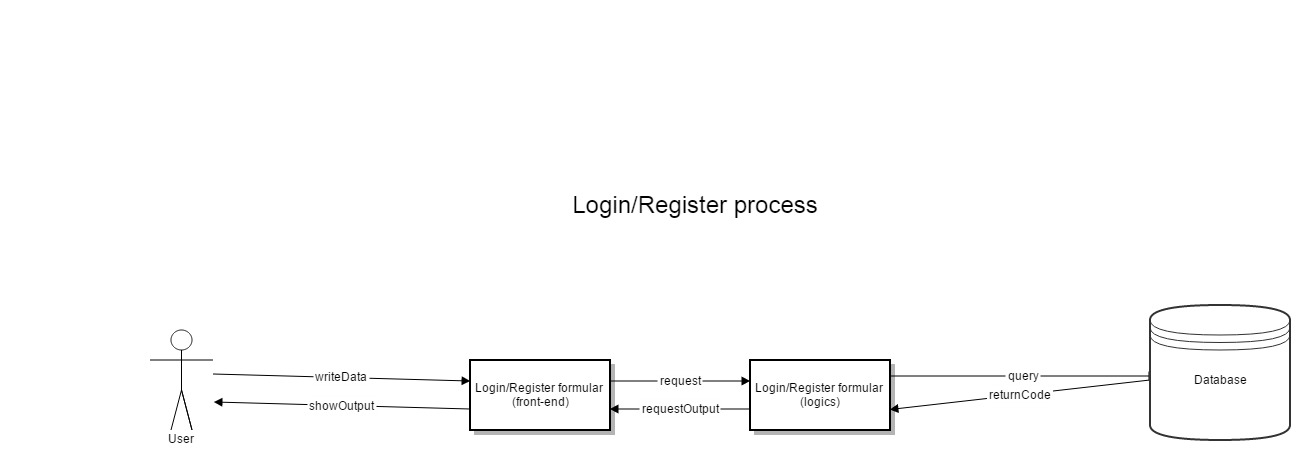 Login/Register process
writeData
showOutput
User
Login/Register formular
(front-end)
request
requestOutput
Login/Register formular
(logics)
query
returnCode
Database